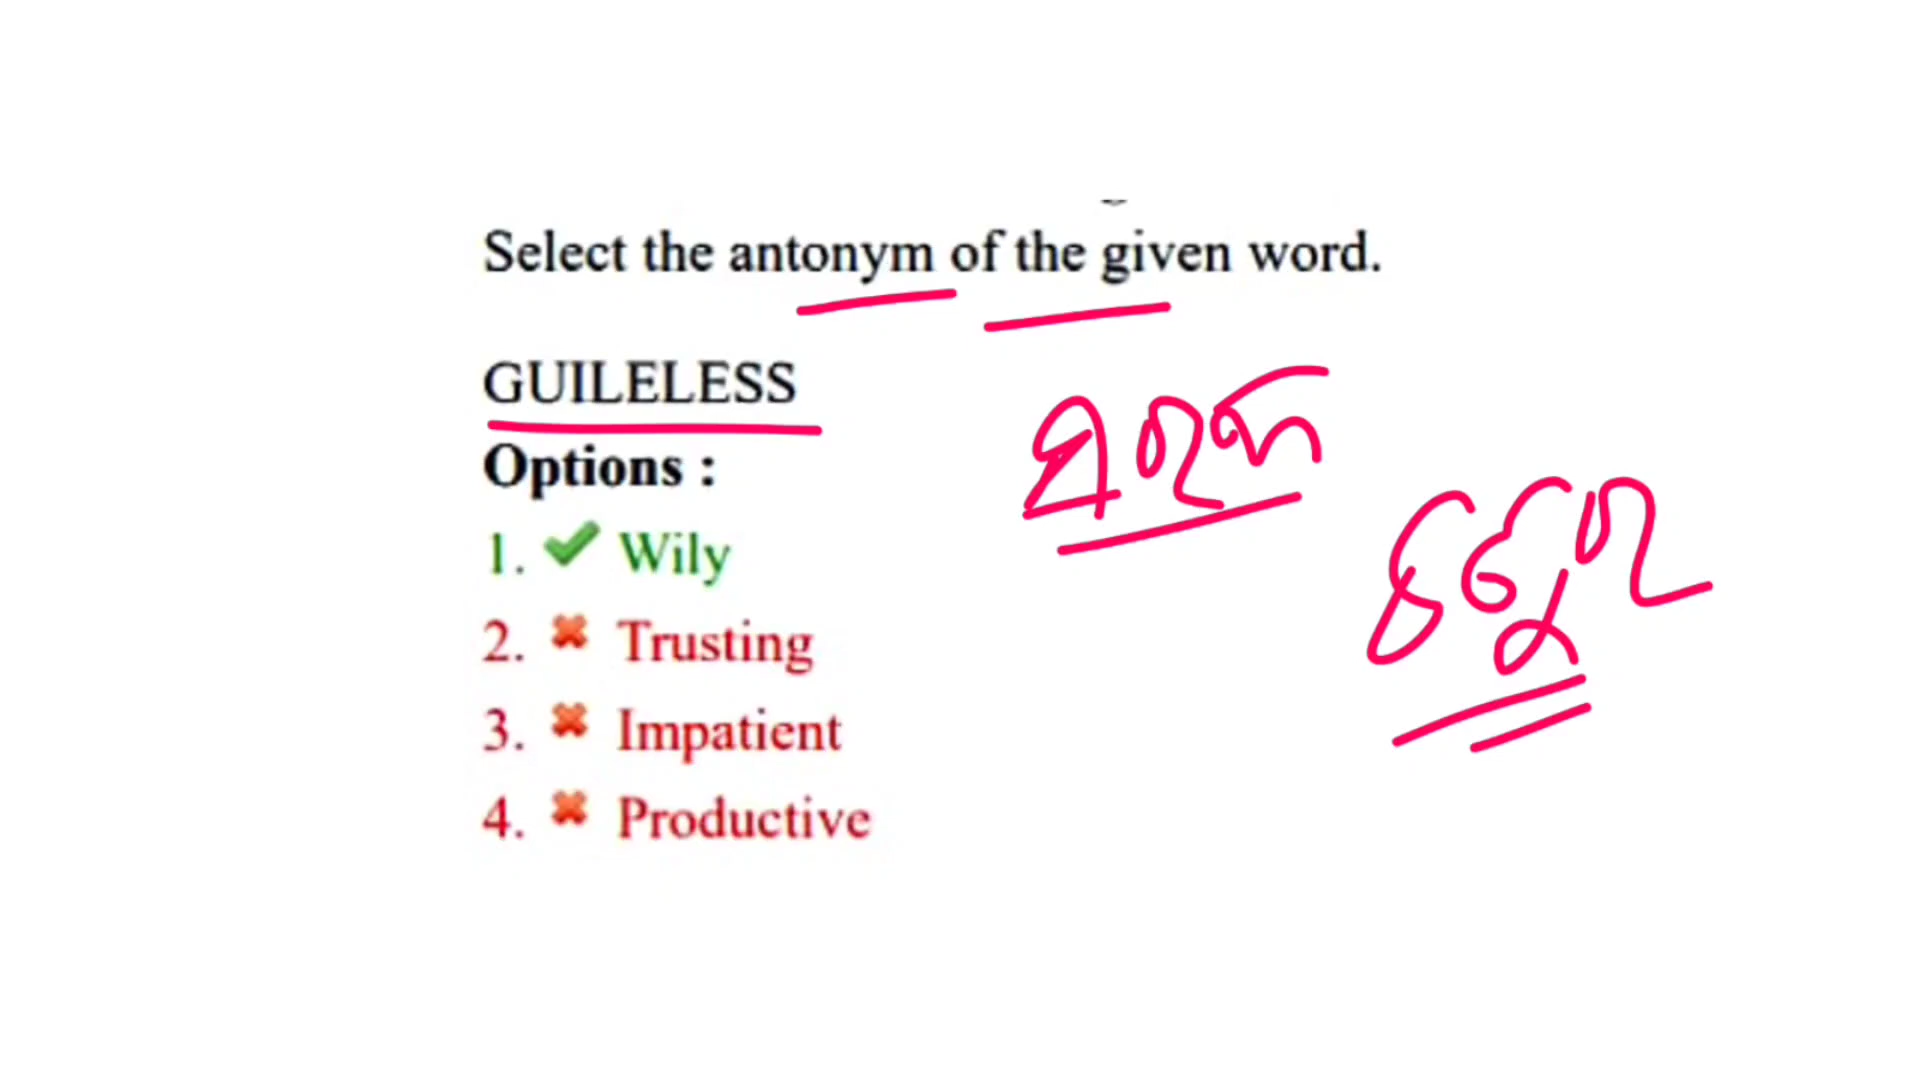 Select the antonym of the given word.
GUILELESS
ସରଳ
Options :
ଚତୁର
1. Wily
2. Trusting
3. Impatient
4. Productive